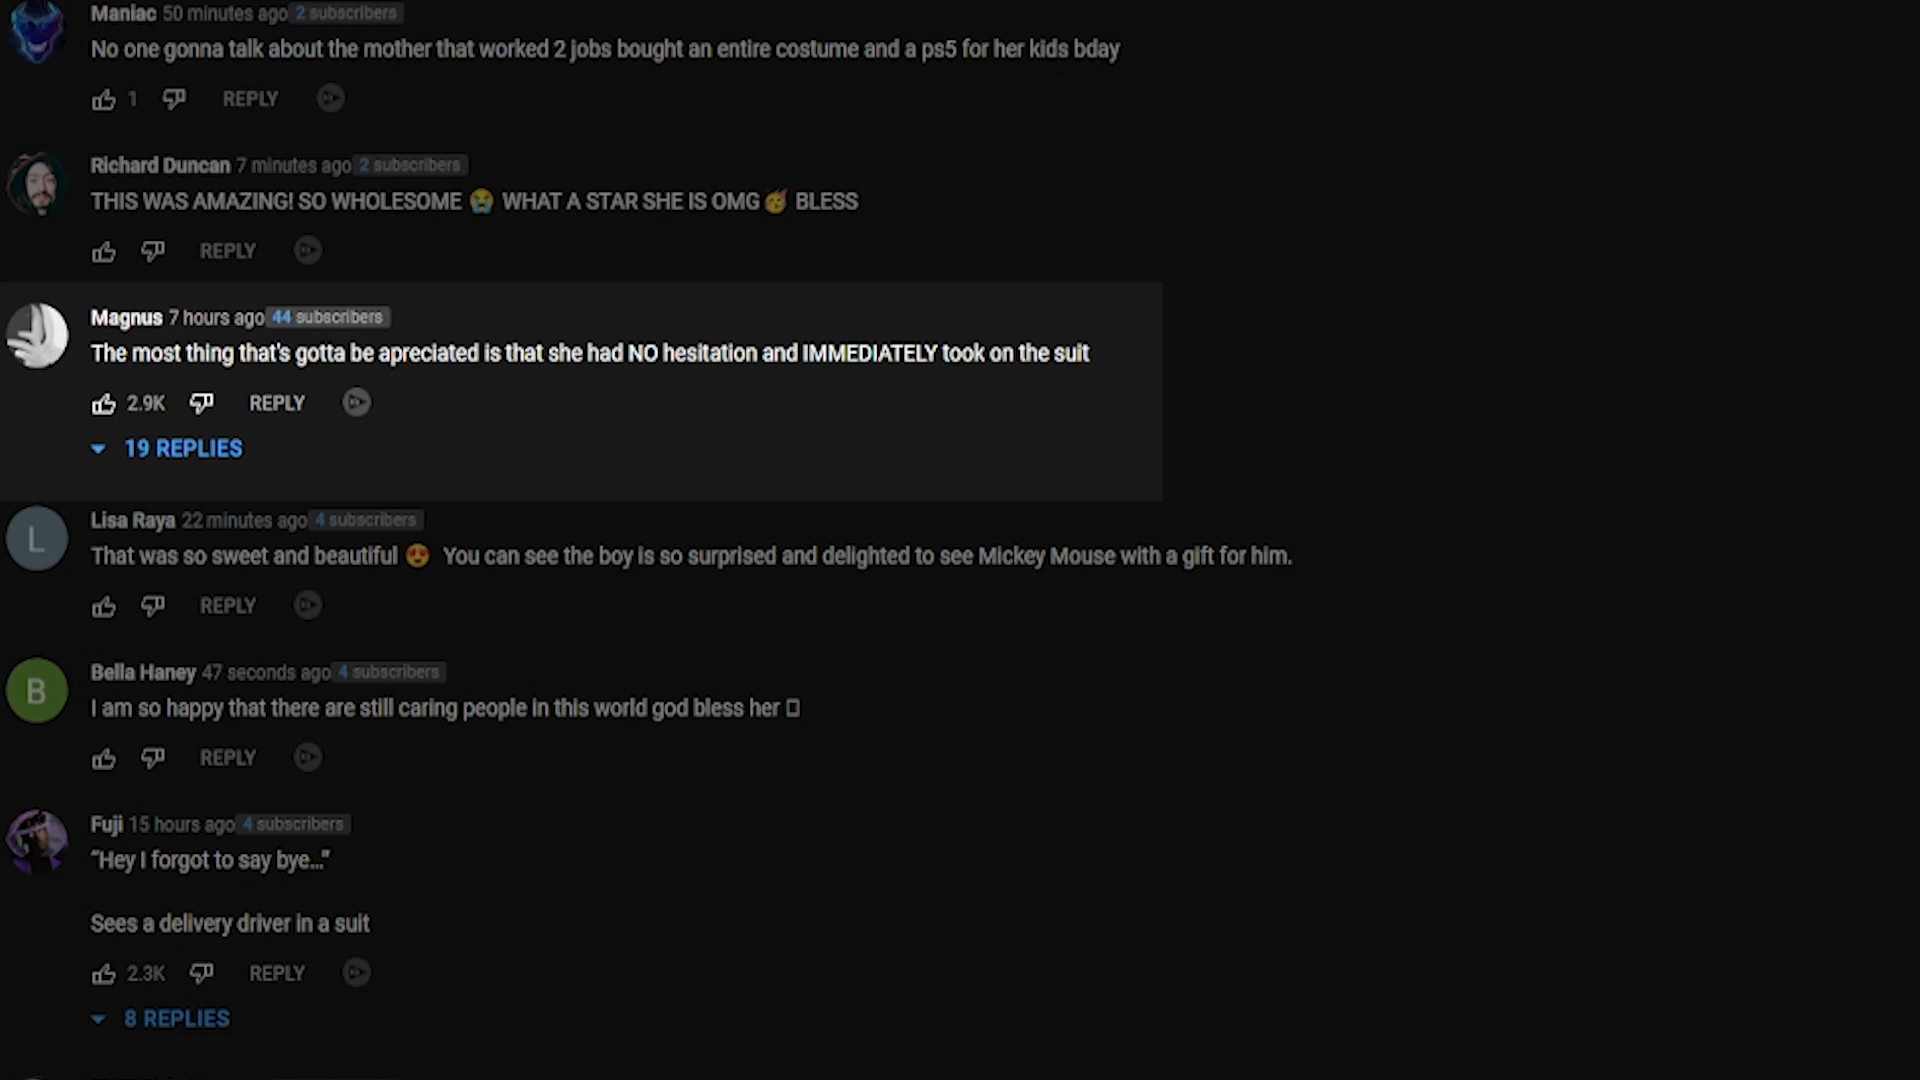 Maniac 50 minutes ago 2 subscribers
No one gonna talk about the mother that worked 2 jobs bought an entire costume and a ps5 for her kids bday
1 REPLY
Richard Duncan 7 minutes ago 2 subscribers
THIS WAS AMAZING! SO WHOLESOME 😭 WHAT A STAR SHE IS OMG 🥳 BLESS
REPLY
Magnus 7 hours ago 44 subscribers
The most thing that's gotta be apreciated is that she had NO hesitation and IMMEDIATELY took on the suit
2.9K REPLY
19 REPLIES
L
Lisa Raya 22 minutes ago 4 subscribers
That was so sweet and beautiful 😍 You can see the boy is so surprised and delighted to see Mickey Mouse with a gift for him.
REPLY
B
Bella Haney 47 seconds ago 4 subscribers
I am so happy that there are still caring people in this world god bless her
REPLY
Fuji 15 hours ago 4 subscribers
“Hey I forgot to say bye...”
Sees a delivery driver in a suit
2.3K REPLY
8 REPLIES